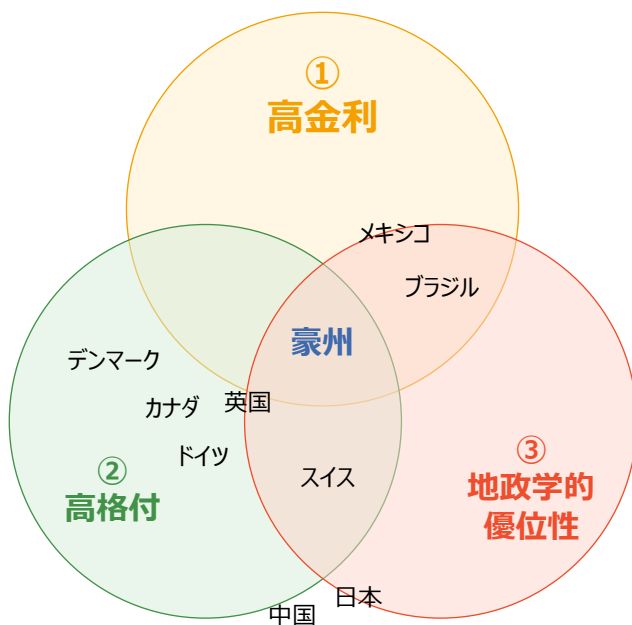 ①
高金利
メキシコ
ブラジル
豪州
デンマーク
カナダ
英国
ドイツ
②
高格付
スイス
③
地政学的
優位性
日本
中国